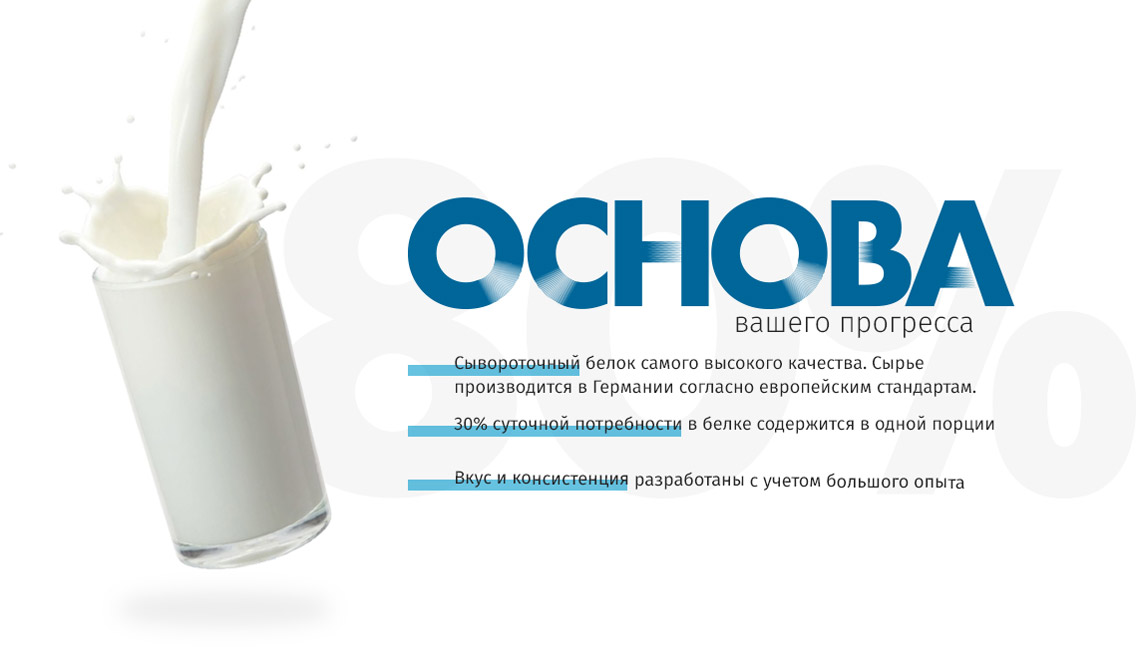 80%
ОСНОВА
вашего прогресса
Сывороточный белок самого высокого качества. Сырье
производится в Германии согласно европейским стандартам.
30% суточной потребности в белке содержится в одной порции
Вкус и консистенция разработаны с учетом большого опыта